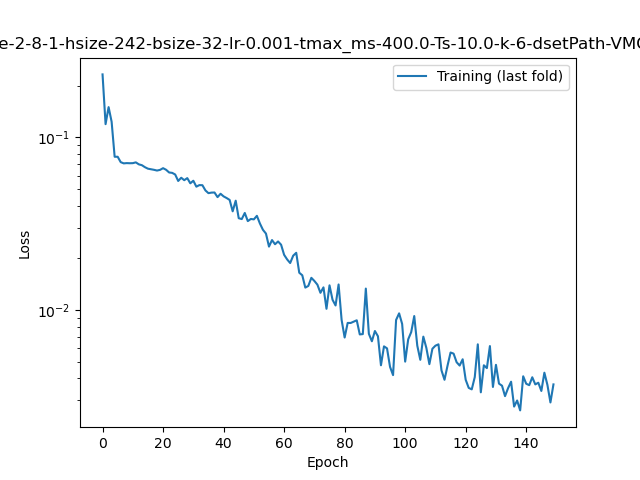 e-2-8-1-hsize-242-bsize-32-lr-0.001-tmax_ms-400.0-Ts-10.0-k-6-dsetPath-VMC
Training (last fold)
10⁻¹
10⁻²
Loss
0 20 40 60 80 100 120 140
Epoch